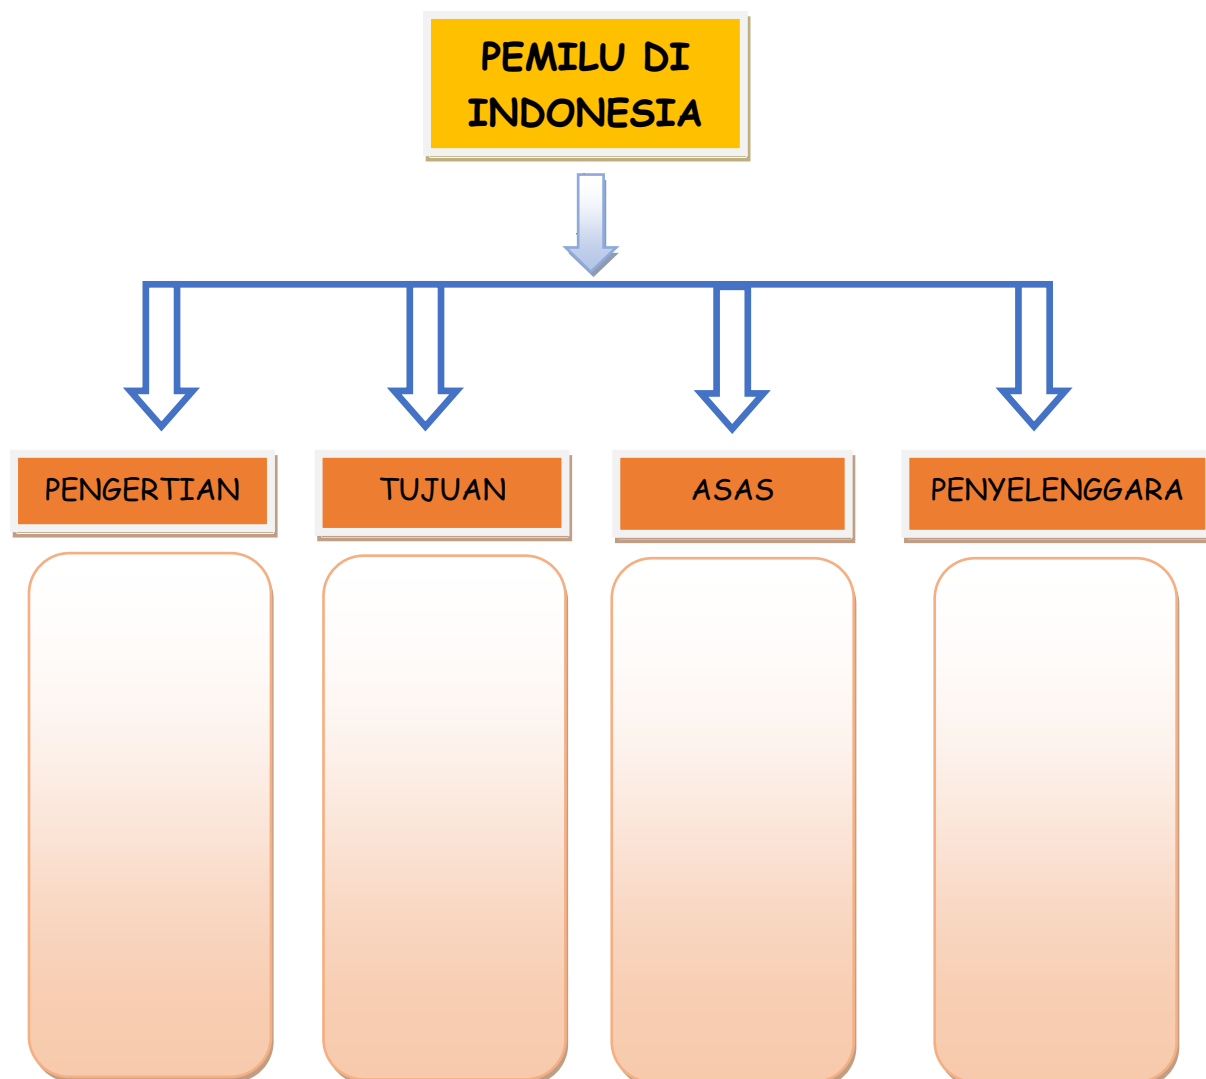 PEMILU DI
INDONESIA
PENGERTIAN
TUJUAN
ASAS
PENYELENGGARA